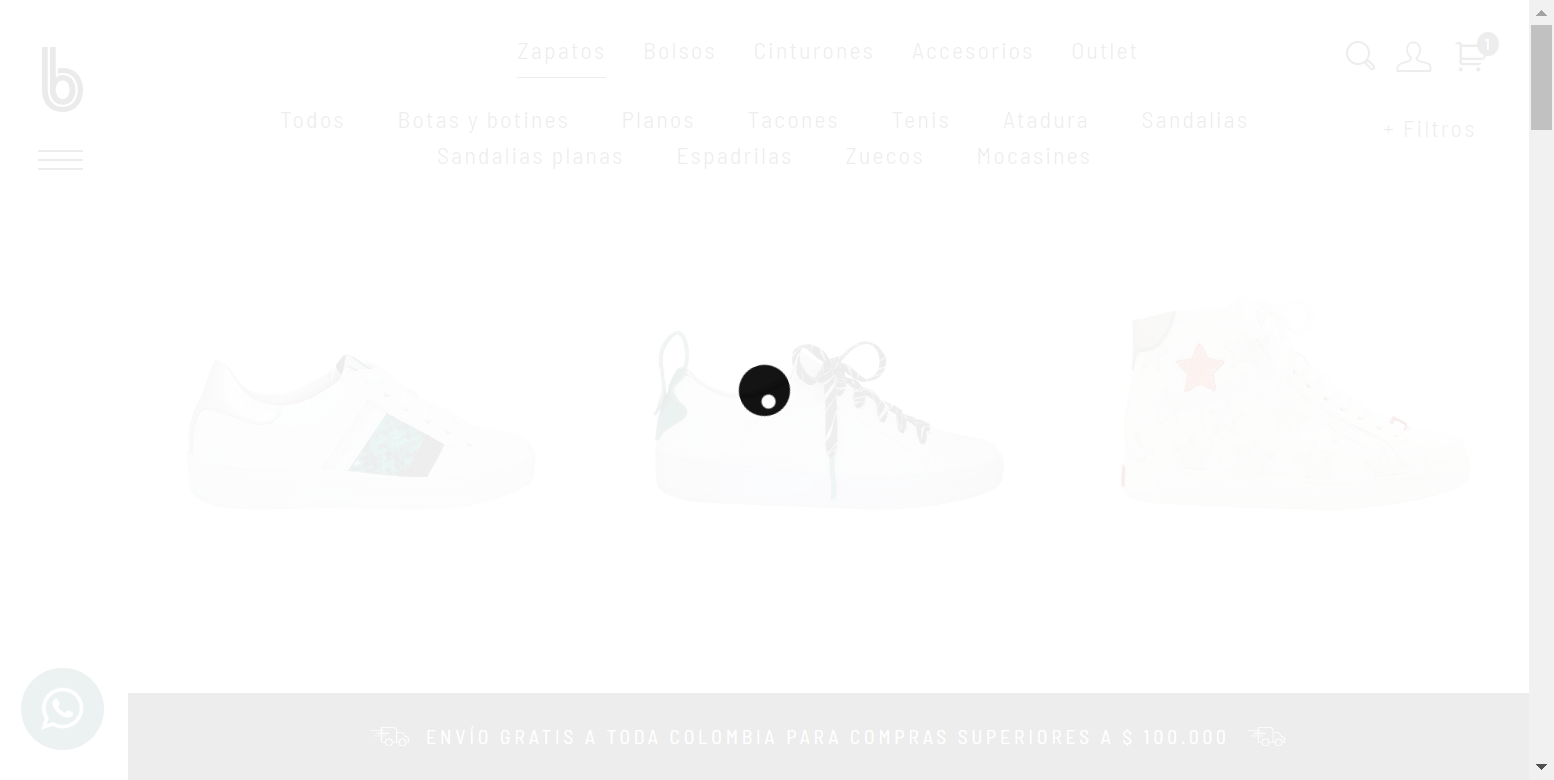 b
Zapatos Bolsos Cinturones Accesorios Outlet
1
Todos Botas y botines Planos Tacones Tenis Atadura Sandalias
+ Filtros
Sandalias planas Espadrilas Zuecos Mocasines
ENVÍO GRATIS A TODA COLOMBIA PARA COMPRAS SUPERIORES A $ 100.000